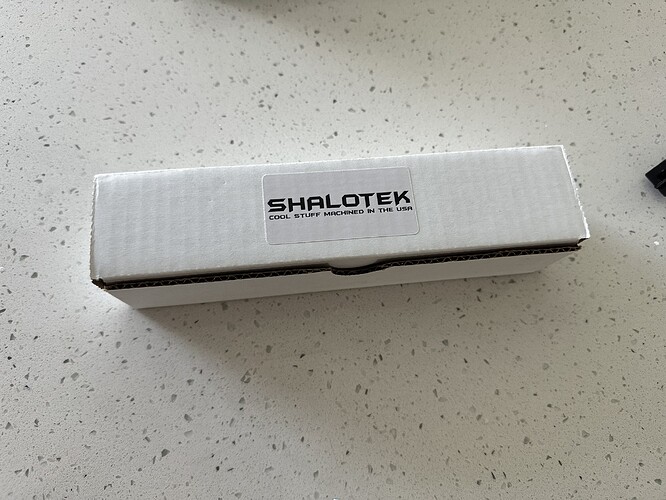 SHALOTEK
COOL STUFF MACHINED IN THE USA